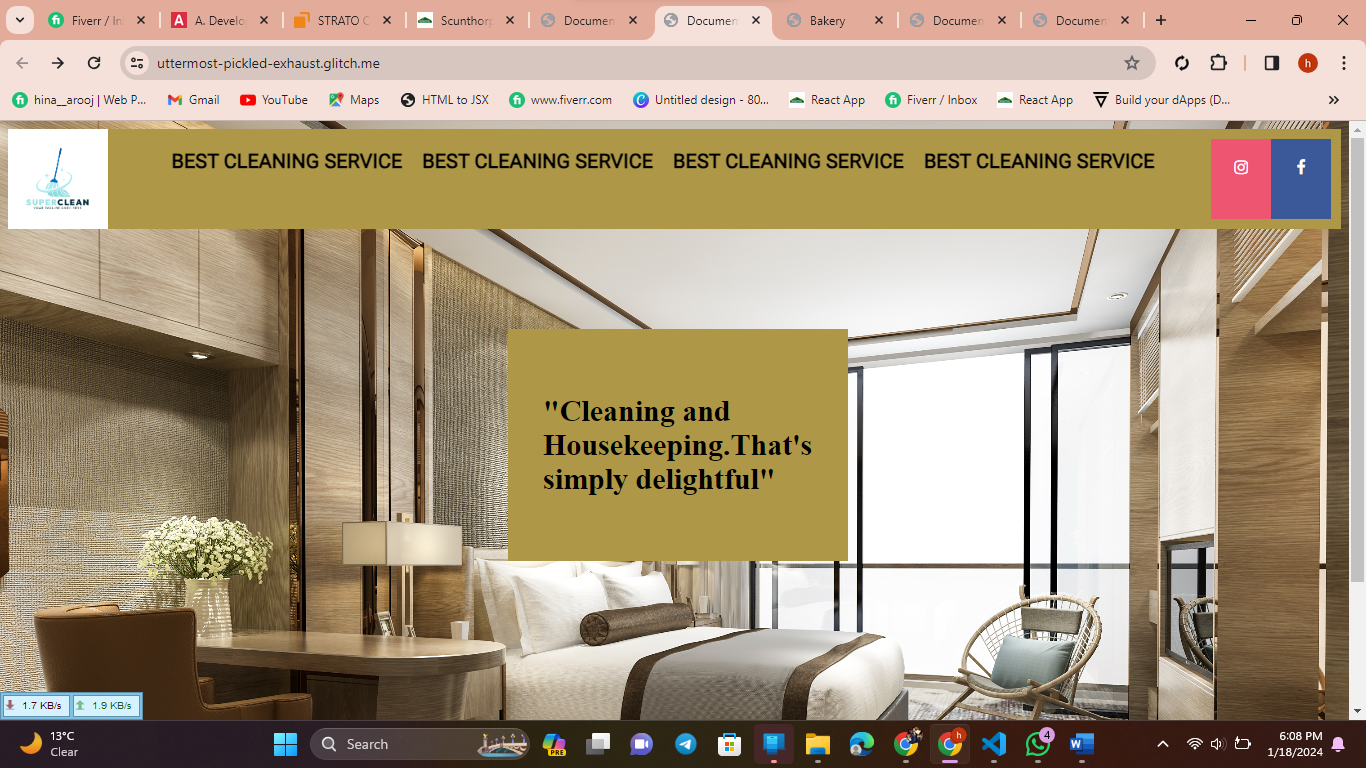 Fiverr / In
A. Develo
STRATO C
Scunthorp
Documen
Documen
Bakery
Documen
Documen
uttermost-pickled-exhaust.glitch.me
h
hina__arooj | Web P...
Gmail
YouTube
Maps
HTML to JSX
www.fiverr.com
Untitled design - 80...
React App
Fiverr / Inbox
React App
Build your dApps (D...
SUPERCLEAN
BEST CLEANING SERVICE BEST CLEANING SERVICE BEST CLEANING SERVICE BEST CLEANING SERVICE
"Cleaning and
Housekeeping.That's
simply delightful"
1.7 KB/s 1.9 KB/s
13°C
Clear
Search
PRE
h
4
6:08 PM
1/18/2024